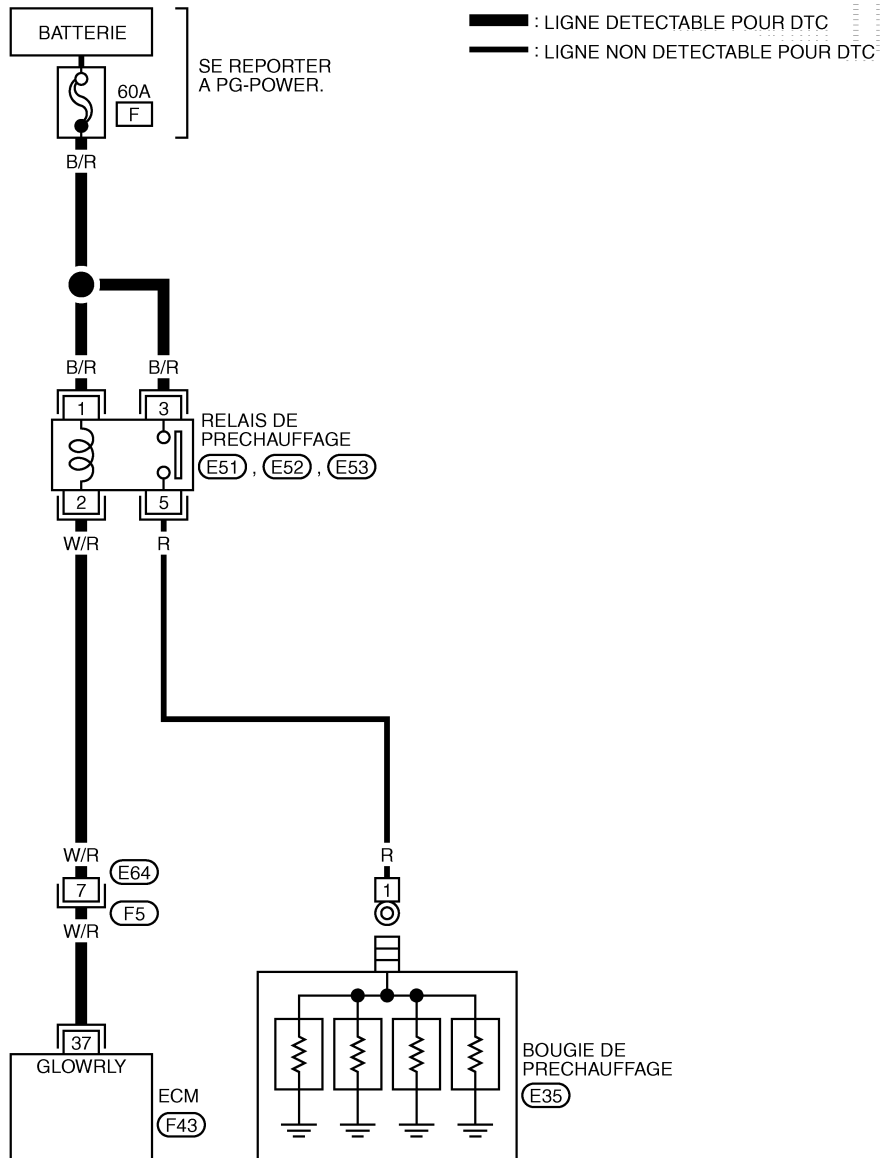 BATTERIE
: LIGNE DETECTABLE POUR DTC
: LIGNE NON DETECTABLE POUR DTC
SE REPORTER
A PG-POWER.
60A
F
B/R
B/R
B/R
1
3
RELAIS DE
PRECHAUFFAGE
E51 , E52 , E53
2
5
W/R
R
W/R
R
E64
7
1
F5
W/R
37
GLOWRLY
ECM
F43
BOUGIE DE
PRECHAUFFAGE
E35